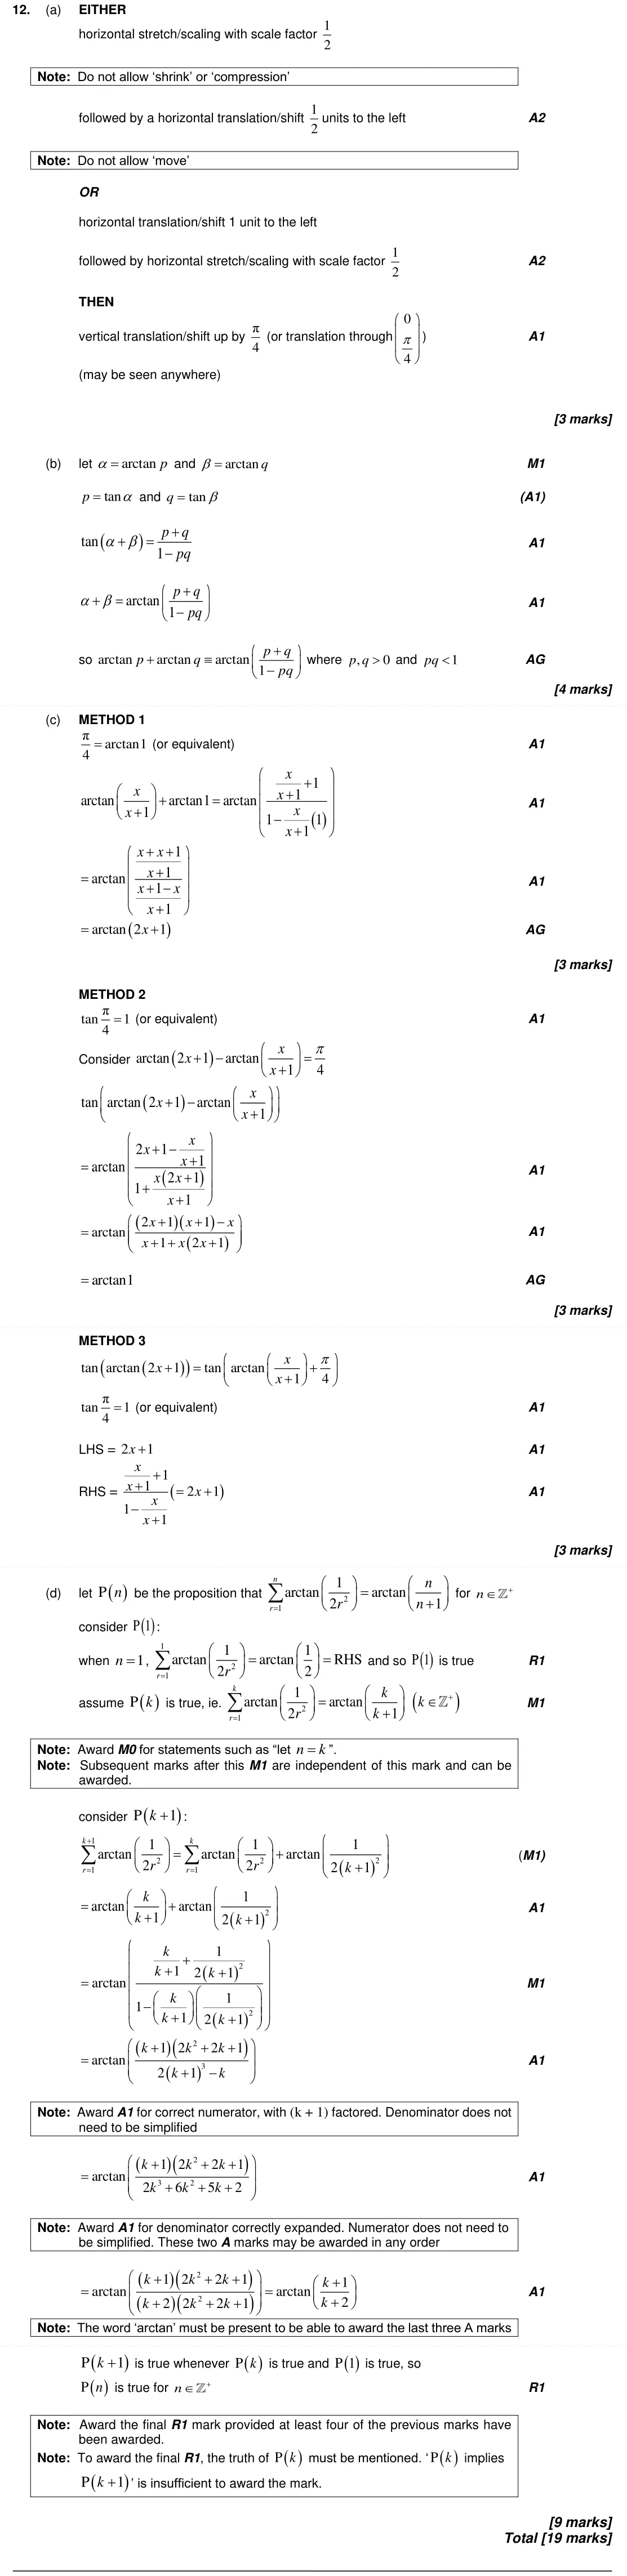 12. (a) EITHER
horizontal stretch/scaling with scale factor 1/2
Note: Do not allow ‘shrink’ or ‘compression’
followed by a horizontal translation/shift 1/2 units to the left A2
Note: Do not allow ‘move’
OR
horizontal translation/shift 1 unit to the left
followed by horizontal stretch/scaling with scale factor 1/2 A2
THEN
vertical translation/shift up by π/4 (or translation through (0, π/4)) A1
(may be seen anywhere)
[3 marks]
(b) let α = arctan p and β = arctan q M1
p = tan α and q = tan β (A1)
tan(α + β) = (p + q)/(1 − pq) A1
α + β = arctan((p + q)/(1 − pq)) A1
so arctan p + arctan q ≡ arctan((p + q)/(1 − pq)) where p, q > 0 and pq < 1 AG
[4 marks]
(c) METHOD 1
π/4 = arctan 1 (or equivalent) A1
arctan(x/(x+1)) + arctan 1 = arctan((x/(x+1) + 1)/(1 − x/(x+1) (1))) A1
= arctan(((x + x + 1)/(x+1))/((x + 1 − x)/(x+1))) A1
= arctan(2x + 1) AG
[3 marks]
METHOD 2
tan π/4 = 1 (or equivalent) A1
Consider arctan(2x + 1) − arctan(x/(x+1)) = π/4
tan(arctan(2x + 1) − arctan(x/(x+1)))
= arctan((2x + 1 − x/(x+1))/(1 + x(2x+1)/(x+1))) A1
= arctan(((2x+1)(x+1) − x)/(x + 1 + x(2x+1))) A1
= arctan 1 AG
[3 marks]
METHOD 3
tan(arctan(2x + 1)) = tan(arctan(x/(x+1)) + π/4)
tan π/4 = 1 (or equivalent) A1
LHS = 2x + 1 A1
RHS = (x/(x+1) + 1)/(1 − x/(x+1)) (= 2x + 1) A1
[3 marks]
(d) let P(n) be the proposition that ∑_{r=1}^{n} arctan(1/(2r²)) = arctan(n/(n+1)) for n ∈ ℤ⁺
consider P(1):
when n = 1, ∑_{r=1}^{1} arctan(1/(2r²)) = arctan(1/2) = RHS and so P(1) is true R1
assume P(k) is true, ie. ∑_{r=1}^{k} arctan(1/(2r²)) = arctan(k/(k+1)) (k ∈ ℤ⁺) M1
Note: Award M0 for statements such as “let n = k”.
Note: Subsequent marks after this M1 are independent of this mark and can be
awarded.
consider P(k+1):
∑_{r=1}^{k+1} arctan(1/(2r²)) = ∑_{r=1}^{k} arctan(1/(2r²)) + arctan(1/(2(k+1)²)) (M1)
= arctan(k/(k+1)) + arctan(1/(2(k+1)²)) A1
= arctan((k/(k+1) + 1/(2(k+1)²))/(1 − (k/(k+1))(1/(2(k+1)²)))) M1
= arctan((k+1)(2k² + 2k + 1)/(2(k+1)³ − k)) A1
Note: Award A1 for correct numerator, with (k + 1) factored. Denominator does not
need to be simplified
= arctan((k+1)(2k² + 2k + 1)/(2k³ + 6k² + 5k + 2)) A1
Note: Award A1 for denominator correctly expanded. Numerator does not need to
be simplified. These two A marks may be awarded in any order
= arctan((k+1)(2k² + 2k + 1)/((k+2)(2k² + 2k + 1))) = arctan((k+1)/(k+2)) A1
Note: The word ‘arctan’ must be present to be able to award the last three A marks
P(k+1) is true whenever P(k) is true and P(1) is true, so
P(n) is true for n ∈ ℤ⁺ R1
Note: Award the final R1 mark provided at least four of the previous marks have
been awarded.
Note: To award the final R1, the truth of P(k) must be mentioned. ‘P(k) implies
P(k+1)’ is insufficient to award the mark.
[9 marks]
Total [19 marks]